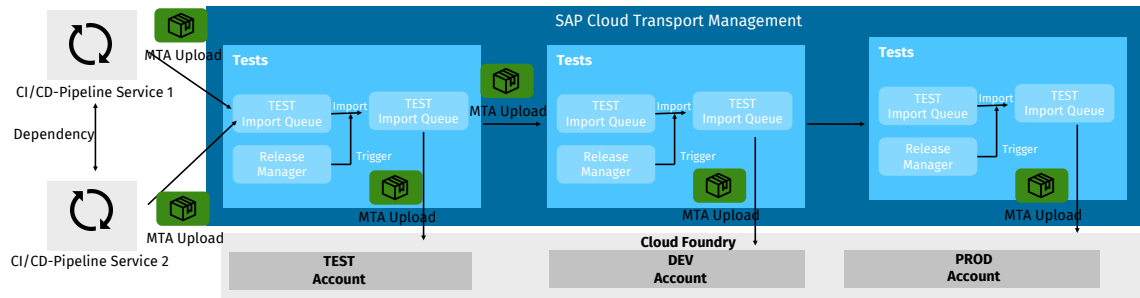 SAP Cloud Transport Management
MTA Upload
CI/CD-Pipeline Service 1
Dependency
MTA Upload
CI/CD-Pipeline Service 2
Tests
TEST
Import Queue
Import
TEST
Import Queue
Release
Manager
Trigger
MTA Upload
MTA Upload
Tests
TEST
Import Queue
Import
TEST
Import Queue
Release
Manager
Trigger
MTA Upload
Tests
TEST
Import Queue
Import
TEST
Import Queue
Release
Manager
Trigger
MTA Upload
Cloud Foundry
TEST
Account
DEV
Account
PROD
Account